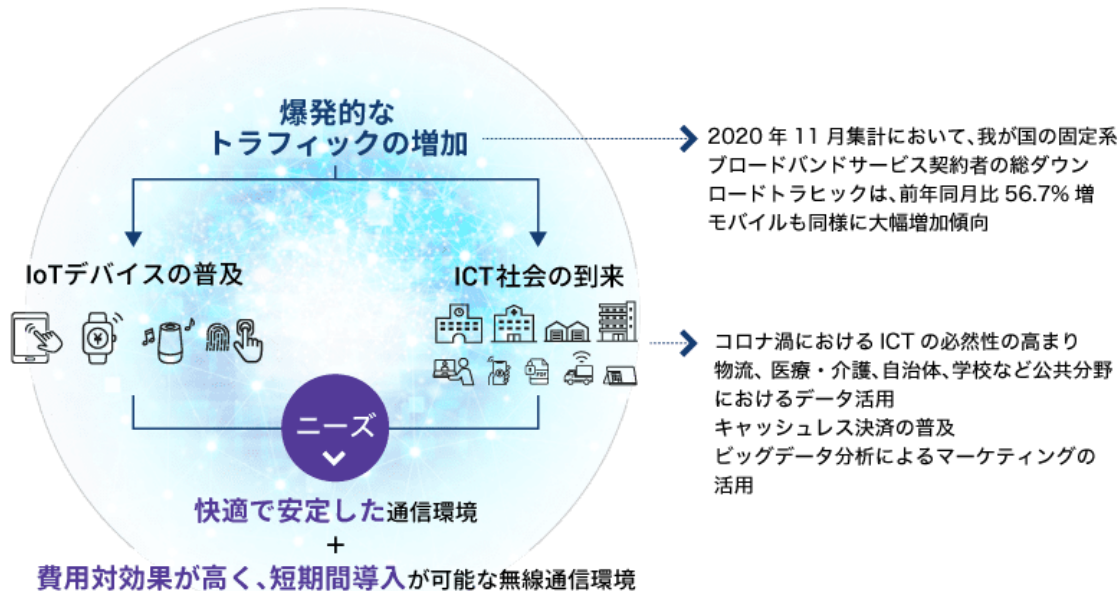 爆発的な
トラフィックの増加
2020 年 11 月集計において、我が国の固定系
ブロードバンドサービス契約者の総ダウン
ロードトラヒックは、前年同月比 56.7% 増
モバイルも同様に大幅増加傾向
IoTデバイスの普及
ICT社会の到来
コロナ渦における ICT の必然性の高まり
物流、医療・介護、自治体、学校など公共分野
におけるデータ活用
キャッシュレス決済の普及
ビッグデータ分析によるマーケティングの
活用
ニーズ
快適で安定した通信環境
+
費用対効果が高く、短期間導入が可能な無線通信環境